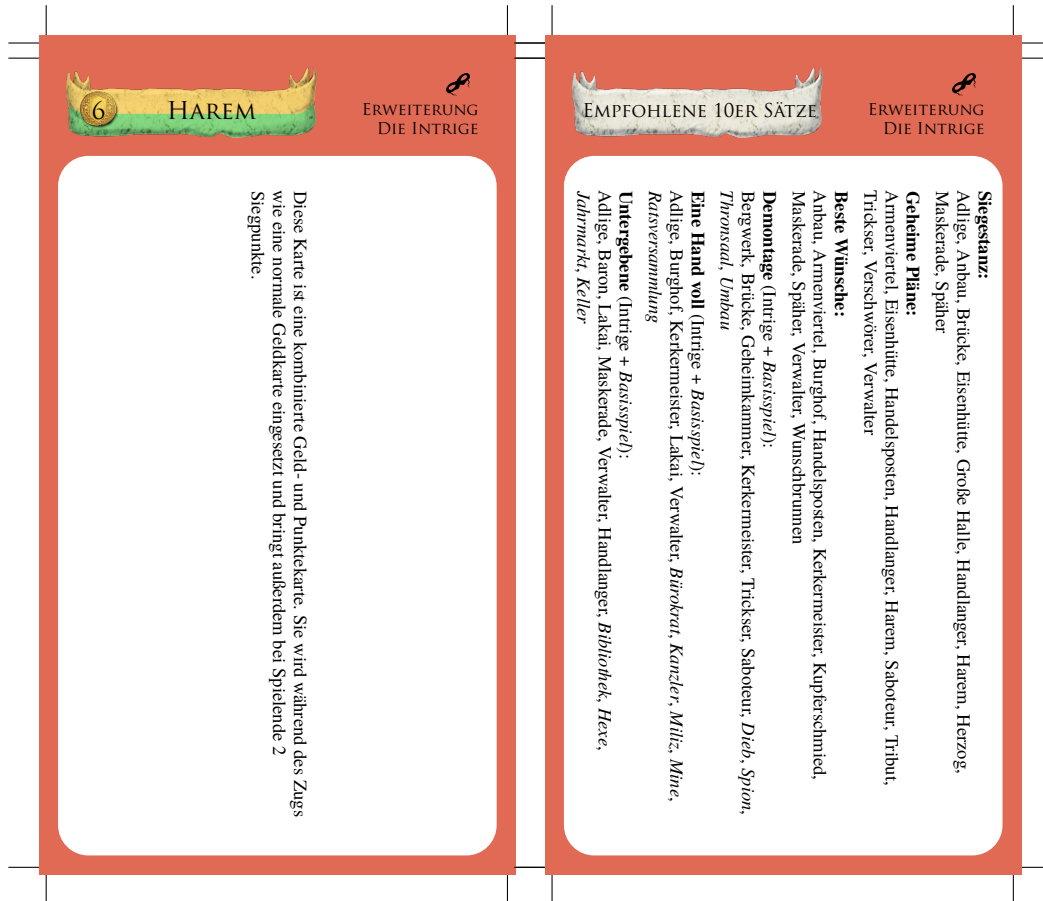 6
HAREM
ERWEITERUNG
DIE INTRIGE
Diese Karte ist eine kombinierte Geld- und Punktekarte. Sie wird während des Zugs
wie eine normale Geldkarte eingesetzt und bringt außerdem bei Spielende 2
Siegpunkte.
EMPFOHLENE 10ER SÄTZE
ERWEITERUNG
DIE INTRIGE
Siegestanz:
Adlige, Anbau, Brücke, Eisenhütte, Große Halle, Handlanger, Harem, Herzog,
Maskerade, Späher
Geheime Pläne:
Armenviertel, Eisenhütte, Handelsposten, Handlanger, Harem, Saboteur, Tribut,
Trickser, Verschwörer, Verwalter
Beste Wünsche:
Anbau, Armenviertel, Burghof, Handelsposten, Kerkermeister, Kupferschmied,
Maskerade, Späher, Verwalter, Wunschbrunnen
Demontage (Intrige + Basisspiel):
Bergwerk, Brücke, Geheimkammer, Kerkermeister, Trickser, Saboteur, Dieb, Spion,
Thronsaal, Umbau
Eine Hand voll (Intrige + Basisspiel):
Adlige, Burghof, Kerkermeister, Lakai, Verwalter, Bürokrat, Kanzler, Miliz, Mine,
Ratsversammlung
Untergebene (Intrige + Basisspiel):
Adlige, Baron, Lakai, Maskerade, Verwalter, Handlanger, Bibliothek, Hexe,
Jahrmarkt, Keller